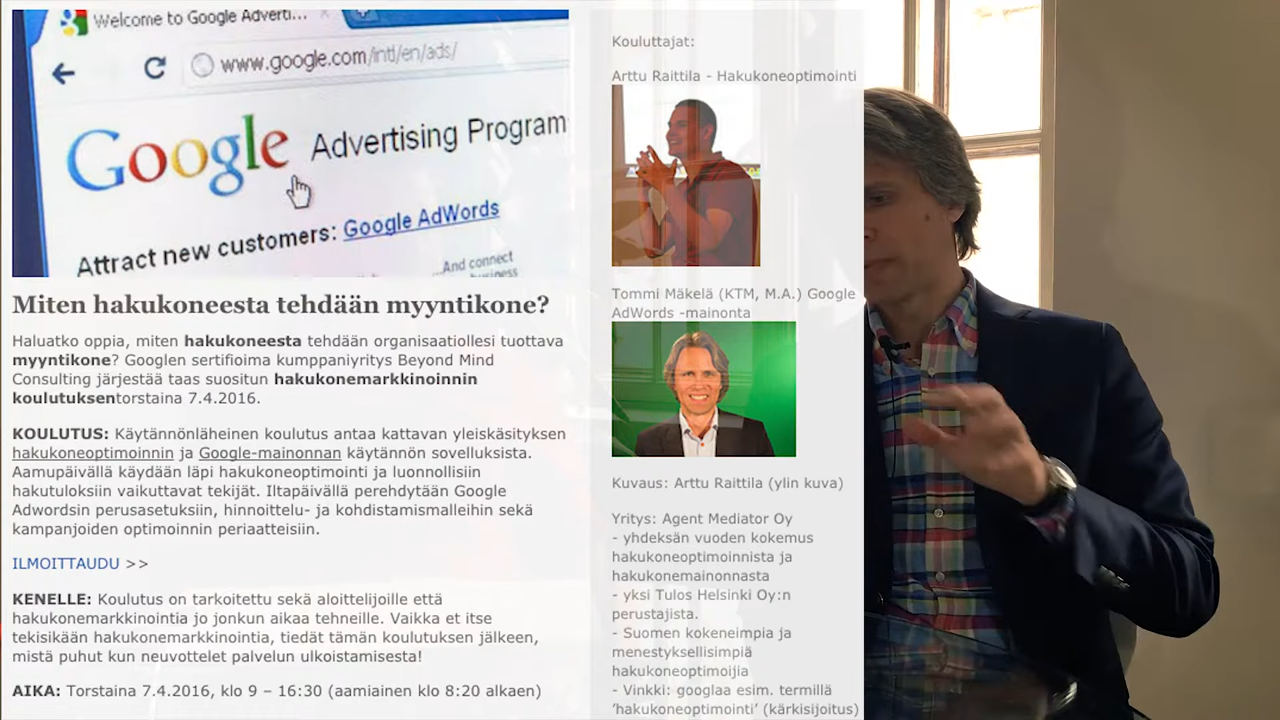 Welcome to Google Adverti...
www.google.com/intl/en/ads/
Google Advertising Program
Attract new customers: Google AdWords
...And connect
business
Miten hakukoneesta tehdään myyntikone?
Haluatko oppia, miten hakukoneesta tehdään organisaatiollesi tuottava
myyntikone? Googlen sertifioima kumppaniyritys Beyond Mind
Consulting järjestää taas suositun hakukonemarkkinoinnin
koulutuksentorstaina 7.4.2016.
KOULUTUS: Käytännönläheinen koulutus antaa kattavan yleiskäsityksen
hakukoneoptimoinnin ja Google-mainonnan käytännön sovelluksista.
Aamupäivällä käydään läpi hakukoneoptimointi ja luonnollisiin
hakutuloksiin vaikuttavat tekijät. Iltapäivällä perehdytään Google
Adwordsin perusasetuksiin, hinnoittelu- ja kohdistamismalleihin sekä
kampanjoiden optimoinnin periaatteisiin.
ILMOITTAUDU >>
KENELLE: Koulutus on tarkoitettu sekä aloittelijoille että
hakukonemarkkinointia jo jonkun aikaa tehneille. Vaikka et itse
tekisikään hakukonemarkkinointia, tiedät tämän koulutuksen jälkeen,
mistä puhut kun neuvottelet palvelun ulkoistamisesta!
AIKA: Torstaina 7.4.2016, klo 9 – 16:30 (aamiainen klo 8:20 alkaen)
Kouluttajat:
Arttu Raittila - Hakukoneoptimointi
Tommi Mäkelä (KTM, M.A.) Google
AdWords -mainonta
Kuvaus: Arttu Raittila (ylin kuva)
Yritys: Agent Mediator Oy
- yhdeksän vuoden kokemus
hakukoneoptimoinnista ja
hakukonemainonnasta
- yksi Tulos Helsinki Oy:n
perustajista.
- Suomen kokeneimpia ja
menestyksellisimpiä
hakukoneoptimoijia
- Vinkki: googlaa esim. termillä
'hakukoneoptimointi' (kärkisijoitus)